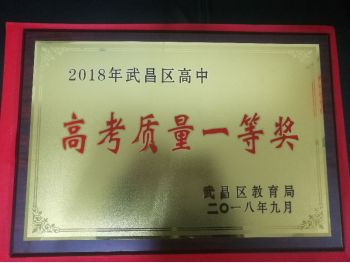 2018年武昌区高中
高考质量一等奖
武昌区教育局
二〇一八年九月